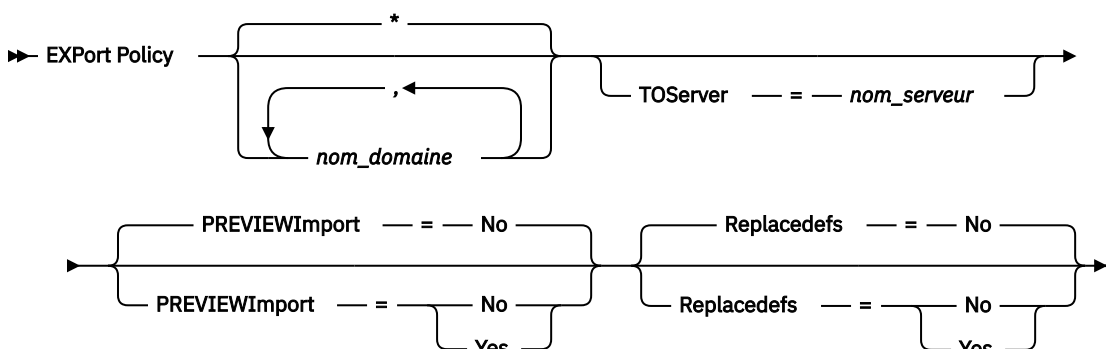 *
EXPort Policy
,
TOServer = nom_serveur
nom_domaine
PREVIEWImport = No Replacedefs = No
PREVIEWImport = No Replacedefs = No
Yes Yes